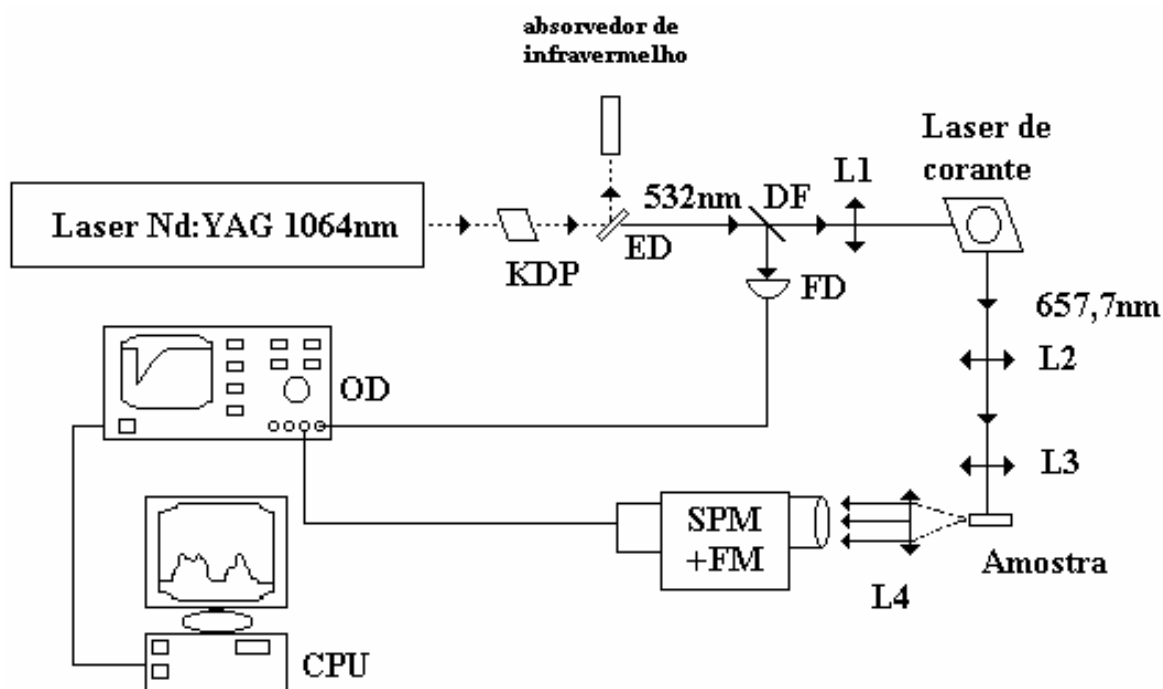 absorvedor de
infravermelho
Laser de
corante
Laser Nd:YAG 1064nm
KDP
ED
532nm
DF
L1
FD
657,7nm
L2
OD
L3
SPM
+FM
L4
Amostra
CPU